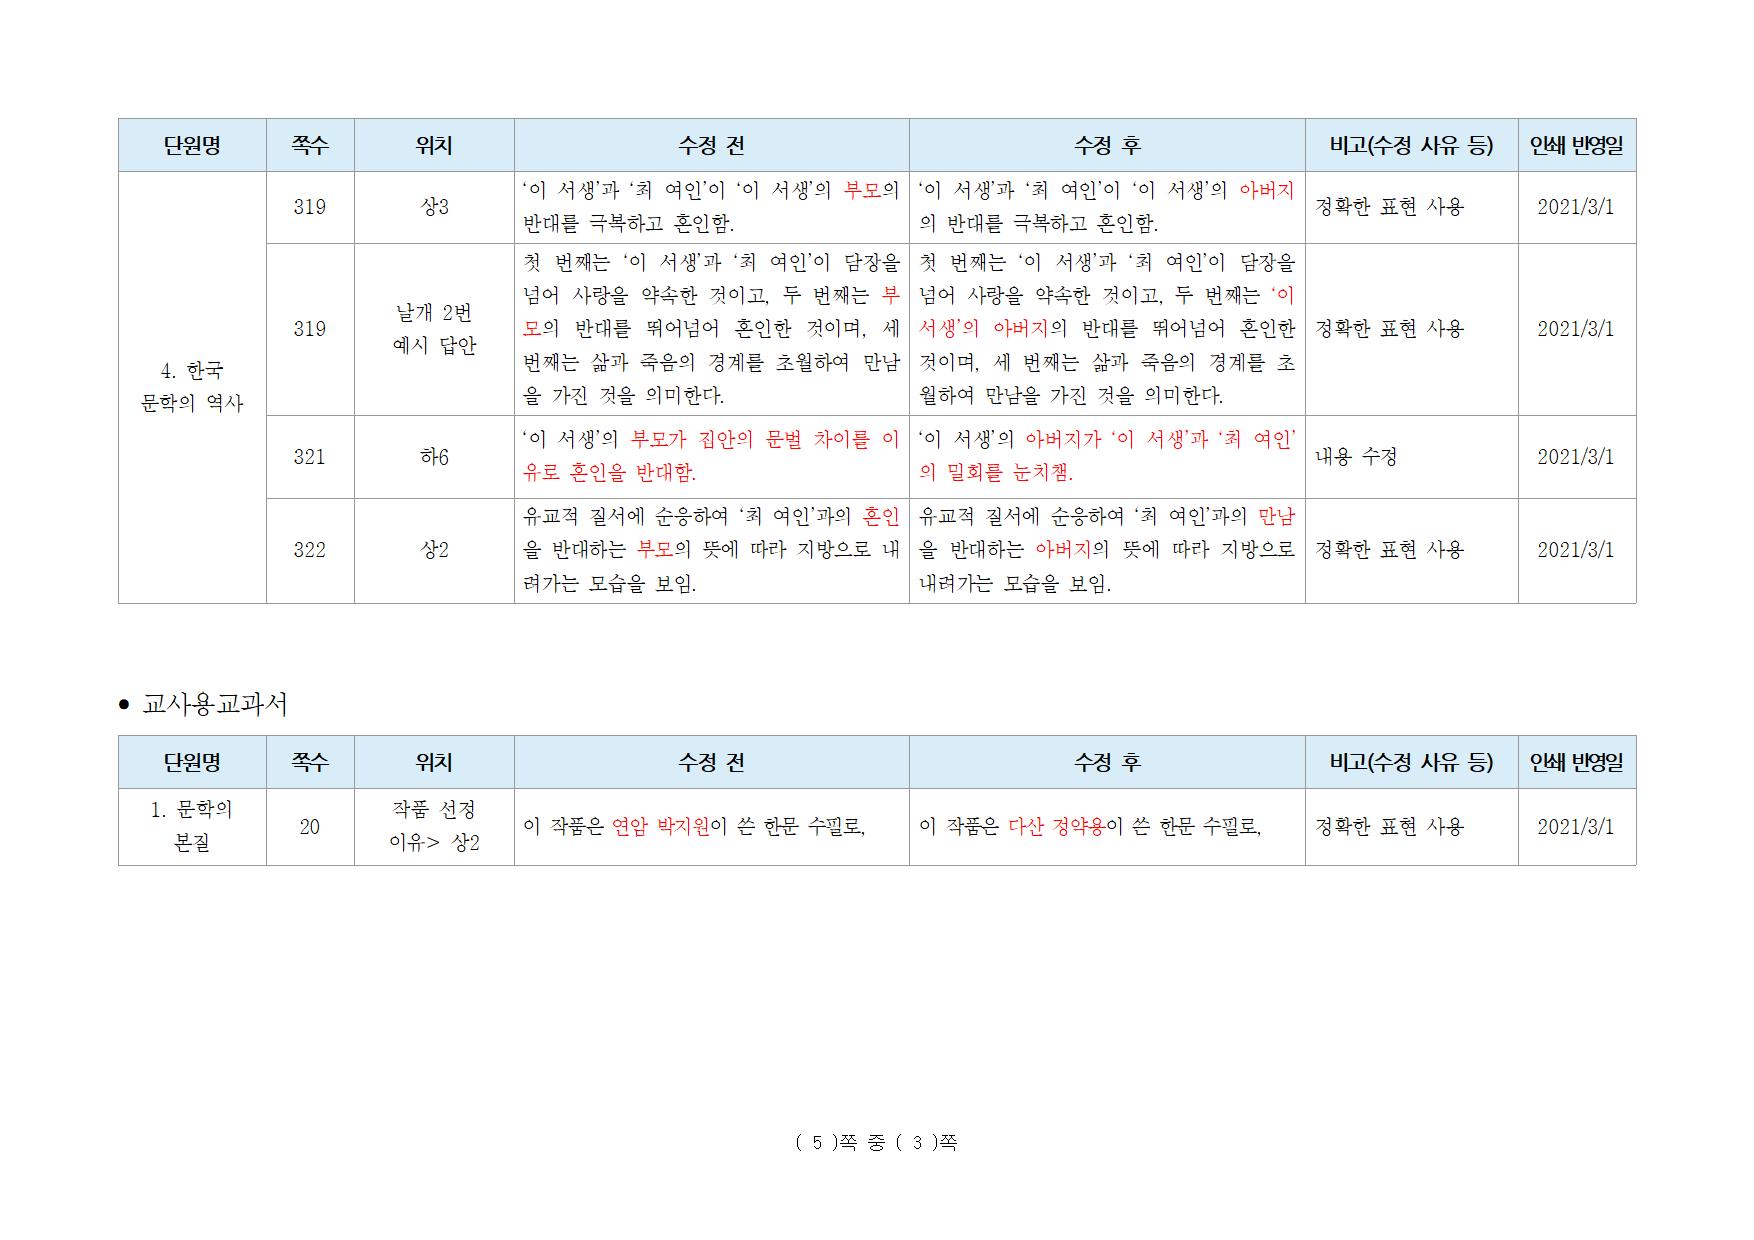 단원명 쪽수 위치 수정 전 수정 후 비고(수정 사유 등) 인쇄 반영일
4. 한국
문학의 역사
319 상3
‘이 서생’과 ‘최 여인’이 ‘이 서생’의 부모의
반대를 극복하고 혼인함.
‘이 서생’과 ‘최 여인’이 ‘이 서생’의 아버지
의 반대를 극복하고 혼인함.
정확한 표현 사용 2021/3/1
319
날개 2번
예시 답안
첫 번째는 ‘이 서생’과 ‘최 여인’이 담장을
넘어 사랑을 약속한 것이고, 두 번째는 부
모의 반대를 뛰어넘어 혼인한 것이며, 세
번째는 삶과 죽음의 경계를 초월하여 만남
을 가진 것을 의미한다.
첫 번째는 ‘이 서생’과 ‘최 여인’이 담장을
넘어 사랑을 약속한 것이고, 두 번째는 ‘이
서생’의 아버지의 반대를 뛰어넘어 혼인한
것이며, 세 번째는 삶과 죽음의 경계를 초
월하여 만남을 가진 것을 의미한다.
정확한 표현 사용 2021/3/1
321 하6
‘이 서생’의 부모가 집안의 문벌 차이를 이
유로 혼인을 반대함.
‘이 서생’의 아버지가 ‘이 서생’과 ‘최 여인’
의 밀회를 눈치챔.
내용 수정 2021/3/1
322 상2
유교적 질서에 순응하여 ‘최 여인’과의 혼인
을 반대하는 부모의 뜻에 따라 지방으로 내
려가는 모습을 보임.
유교적 질서에 순응하여 ‘최 여인’과의 만남
을 반대하는 아버지의 뜻에 따라 지방으로
내려가는 모습을 보임.
정확한 표현 사용 2021/3/1
• 교사용교과서
단원명 쪽수 위치 수정 전 수정 후 비고(수정 사유 등) 인쇄 반영일
1. 문학의
본질
20
작품 선정
이유> 상2
이 작품은 연암 박지원이 쓴 한문 수필로,
이 작품은 다산 정약용이 쓴 한문 수필로,
정확한 표현 사용 2021/3/1
( 5 )쪽 중 ( 3 )쪽